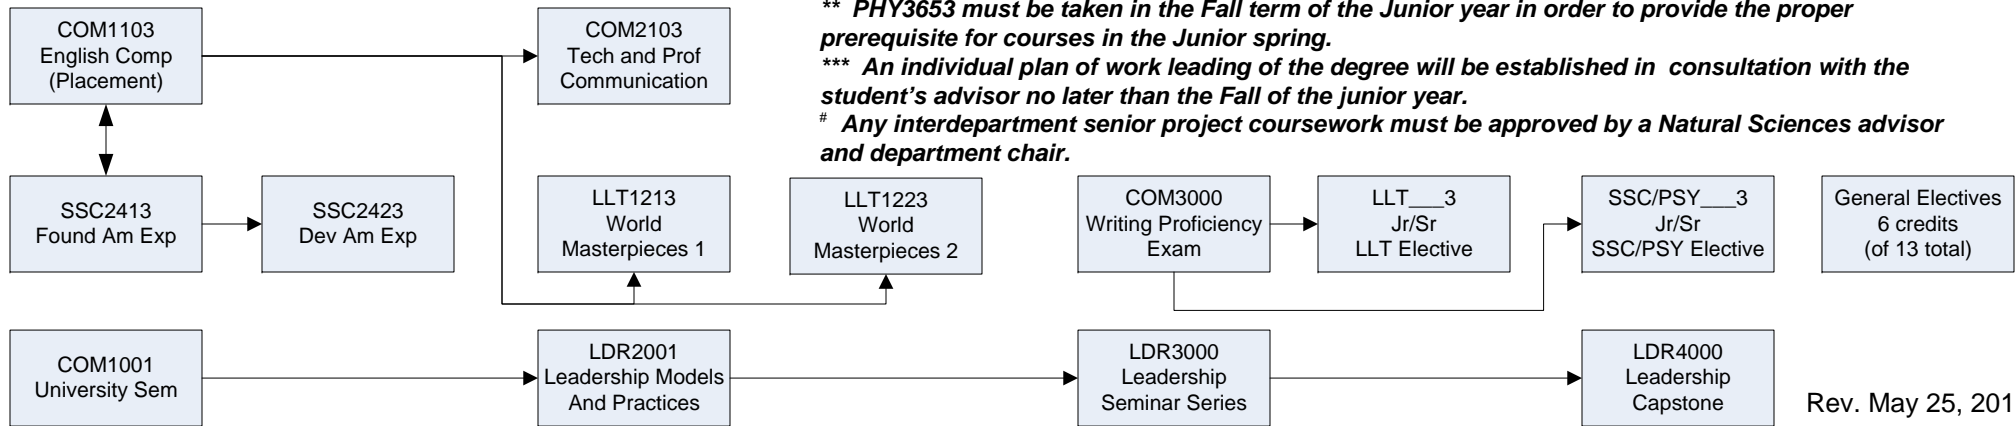 ** PHY3653 must be taken in the Fall term of the Junior year in order to provide the proper
prerequisite for courses in the Junior spring.
*** An individual plan of work leading of the degree will be established in consultation with the
student's advisor no later than the Fall of the junior year.
# Any interdepartment senior project coursework must be approved by a Natural Sciences advisor
and department chair.
COM1103
English Comp
(Placement)
COM2103
Tech and Prof
Communication
SSC2413
Found Am Exp
SSC2423
Dev Am Exp
LLT1213
World
Masterpieces 1
LLT1223
World
Masterpieces 2
COM3000
Writing Proficiency
Exam
LLT___3
Jr/Sr
LLT Elective
SSC/PSY___3
Jr/Sr
SSC/PSY Elective
General Electives
6 credits
(of 13 total)
COM1001
University Sem
LDR2001
Leadership Models
And Practices
LDR3000
Leadership
Seminar Series
LDR4000
Leadership
Capstone
Rev. May 25, 201